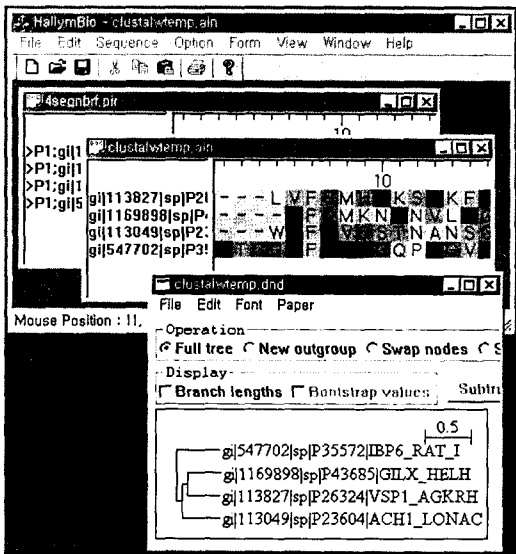 HallymBio - clustalwtemp.aln
File Edit Sequence Option Form View Window Help
4seqnbrf.pir
10
>P1;gi|1
>P1;gi|1
>P1;gi|1
>P1;gi|5
clustalwtemp.aln
10
gi|113827|sp|P2
- - - L V F M K S K F
gi|1169898|sp|P
- - - F M K N N V L
gi|113049|sp|P2
- - - W F V S T N A N S
gi|547702|sp|P3
T F Q P V
Mouse Position : 11,
clustalwtemp.dnd
File Edit Font Paper
Operation
Full tree New outgroup Swap nodes S
Display
Branch lengths Bootstrap values Subtr
0.5
gi|547702|sp|P35572|IBP6_RAT_I
gi|1169898|sp|P43685|GILX_HELH
gi|113827|sp|P26324|VSP1_AGKRH
gi|113049|sp|P23604|ACH1_LONAC